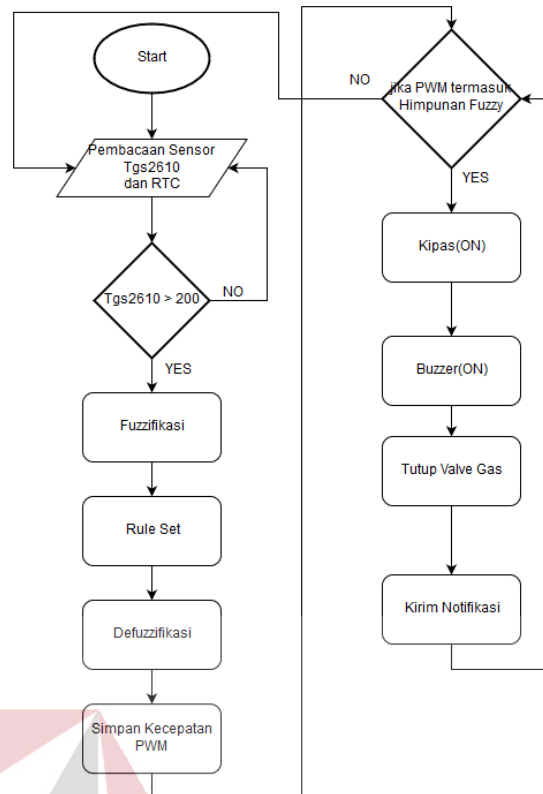 Start
Pembacaan Sensor
Tgs2610
dan RTC
Tgs2610 > 200
NO
YES
Fuzzifikasi
Rule Set
Defuzzifikasi
Simpan Kecepatan
PWM
NO
jika PWM termasuk
Himpunan Fuzzy
YES
Kipas(ON)
Buzzer(ON)
Tutup Valve Gas
Kirim Notifikasi